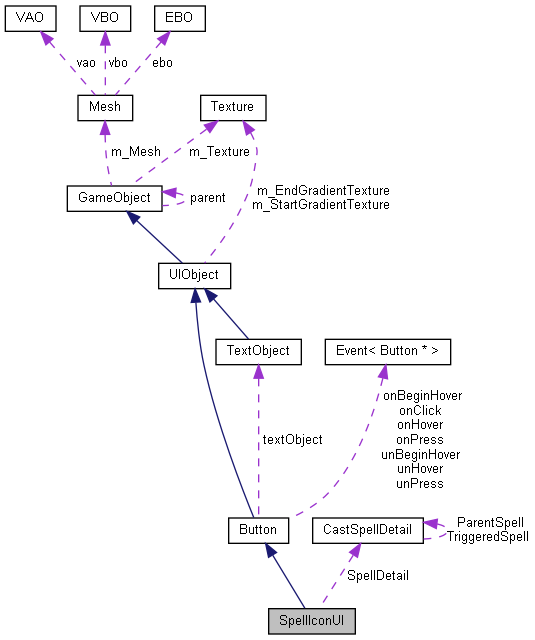 VAO
VBO
EBO
vao
vbo
ebo
Mesh
Texture
m_Mesh
m_Texture
GameObject
parent
m_EndGradientTexture
m_StartGradientTexture
UIObject
TextObject
Event< Button * >
onBeginHover
onClick
onHover
onPress
unBeginHover
unHover
unPress
textObject
Button
CastSpellDetail
ParentSpell
TriggeredSpell
SpellDetail
SpellIconUI